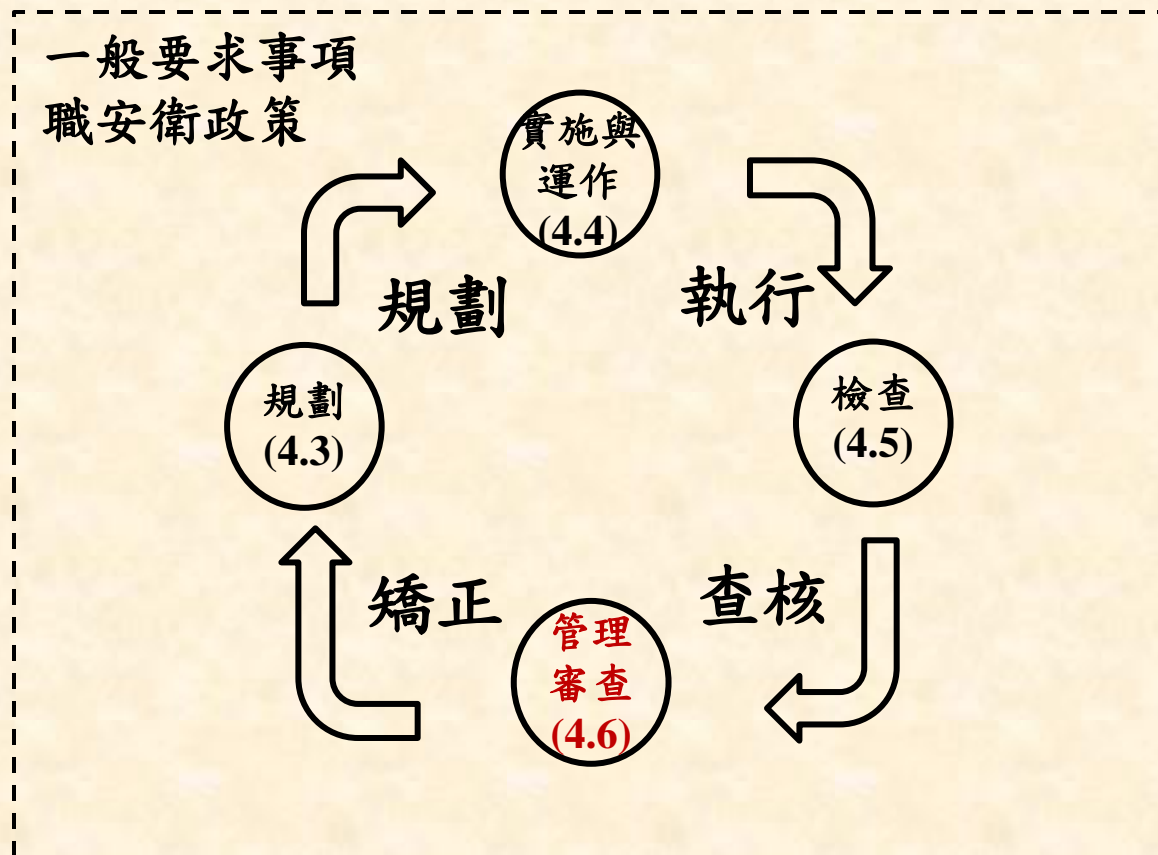 一般要求事項
職安衛政策
實施與
運作
(4.4)
規劃
執行
規劃
(4.3)
檢查
(4.5)
矯正
查核
管理
審查
(4.6)